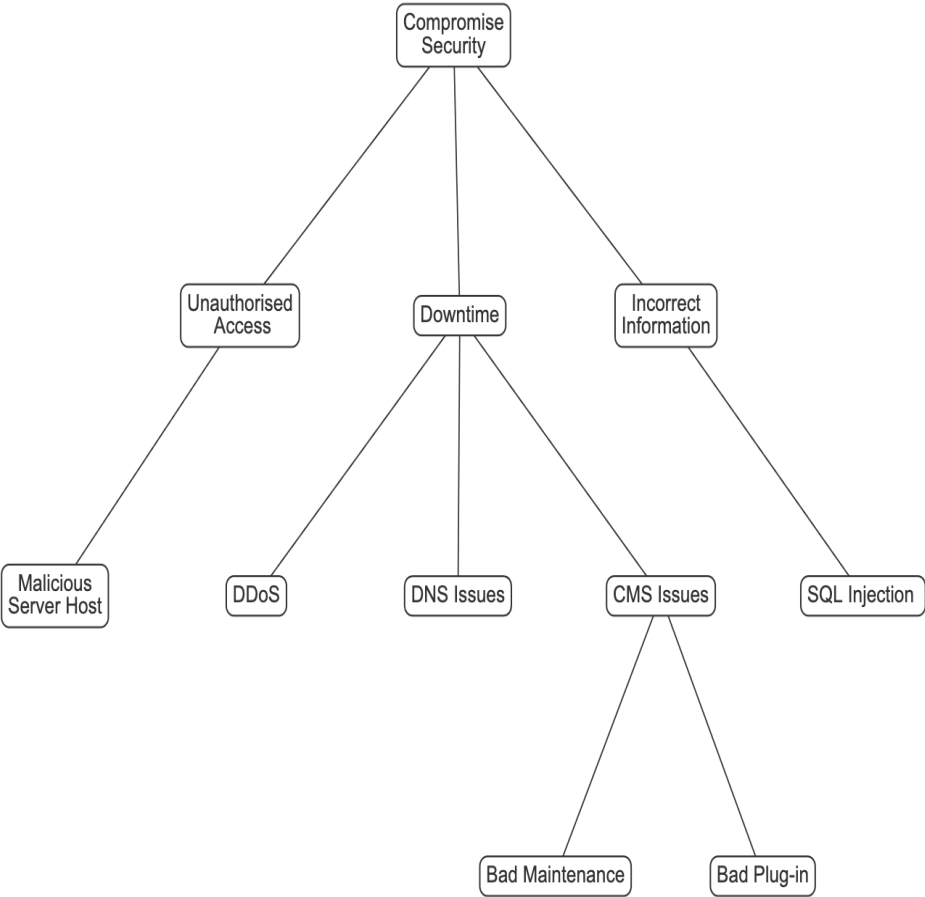 Compromise
Security
Unauthorised
Access
Downtime
Incorrect
Information
Malicious
Server Host
DDoS
DNS Issues
CMS Issues
SQL Injection
Bad Maintenance
Bad Plug-in